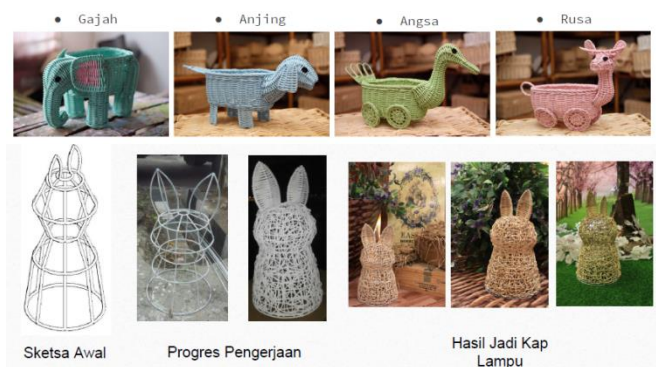 • Gajah
• Anjing
• Angsa
• Rusa
Sketsa Awal
Progres Pengerjaan
Hasil Jadi Kap
Lampu